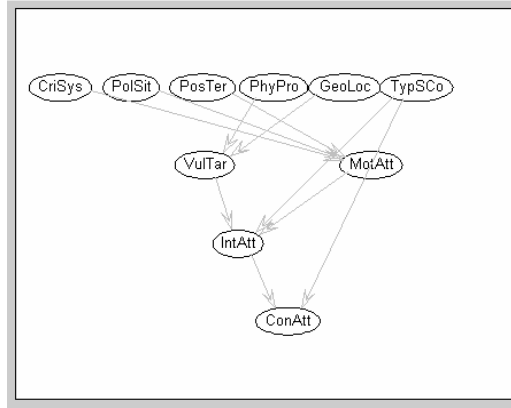 CriSys PolSit PosTer PhyPro GeoLoc TypSCo
VulTar MotAtt
IntAtt
ConAtt